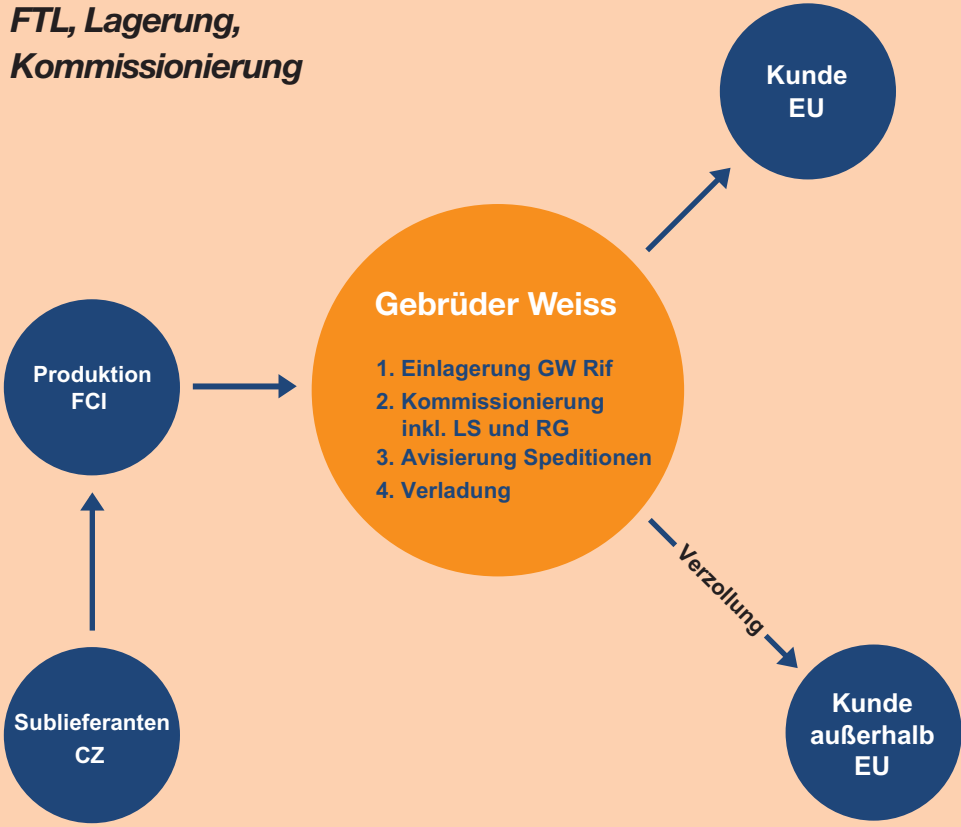 FTL, Lagerung,
Kommissionierung
Kunde
EU
Gebrüder Weiss
1. Einlagerung GW Rif
2. Kommissionierung
inkl. LS und RG
3. Avisierung Speditionen
4. Verladung
Produktion
FCI
Verzollung
Sublieferanten
CZ
Kunde
außerhalb
EU